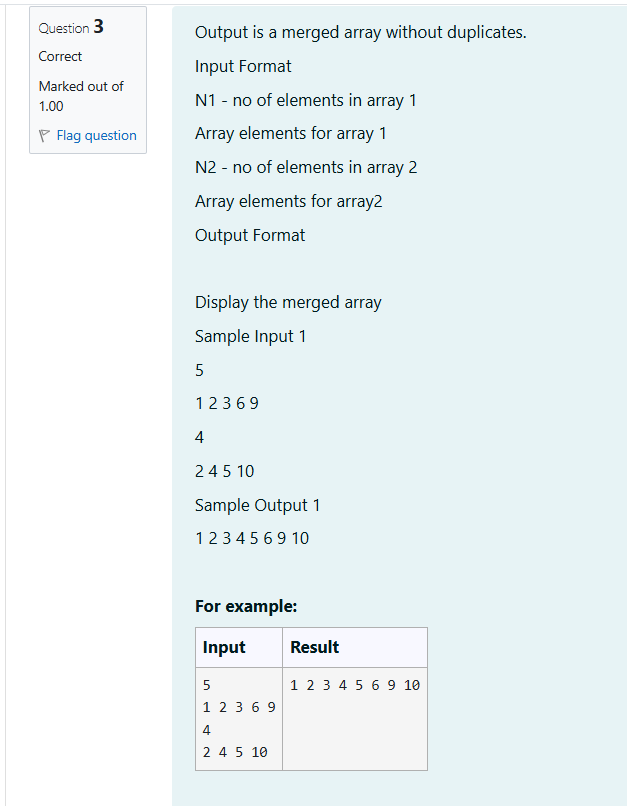 Question 3
Correct
Marked out of
1.00
Flag question
Output is a merged array without duplicates.
Input Format
N1 - no of elements in array 1
Array elements for array 1
N2 - no of elements in array 2
Array elements for array2
Output Format
Display the merged array
Sample Input 1
5
1 2 3 6 9
4
2 4 5 10
Sample Output 1
1 2 3 4 5 6 9 10
For example:
Input Result
5 1 2 3 4 5 6 9 10
1 2 3 6 9
4
2 4 5 10